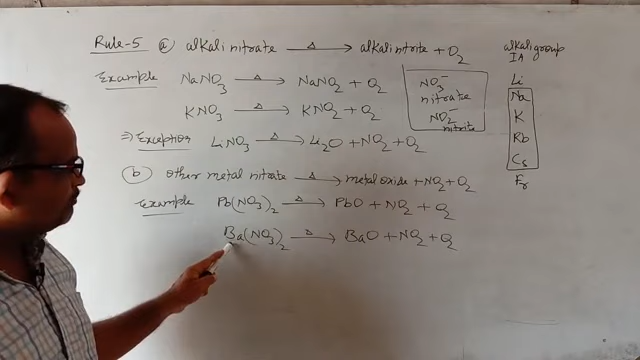 Rule-5 ⓐ alkali nitrate —Δ→ alkali nitrite + O₂
Example NaNO₃ —Δ→ NaNO₂ + O₂
KNO₃ —Δ→ KNO₂ + O₂
⇒ Exception LiNO₃ —Δ→ Li₂O + NO₂ + O₂
ⓑ other metal nitrate —Δ→ metal oxide + NO₂ + O₂
Example Pb(NO₃)₂ —Δ→ PbO + NO₂ + O₂
Ba(NO₃)₂ —Δ→ BaO + NO₂ + O₂
NO₃⁻
nitrate
NO₂⁻
nitrite
alkali group
IA
Li
Na
K
Rb
Cs
Fr